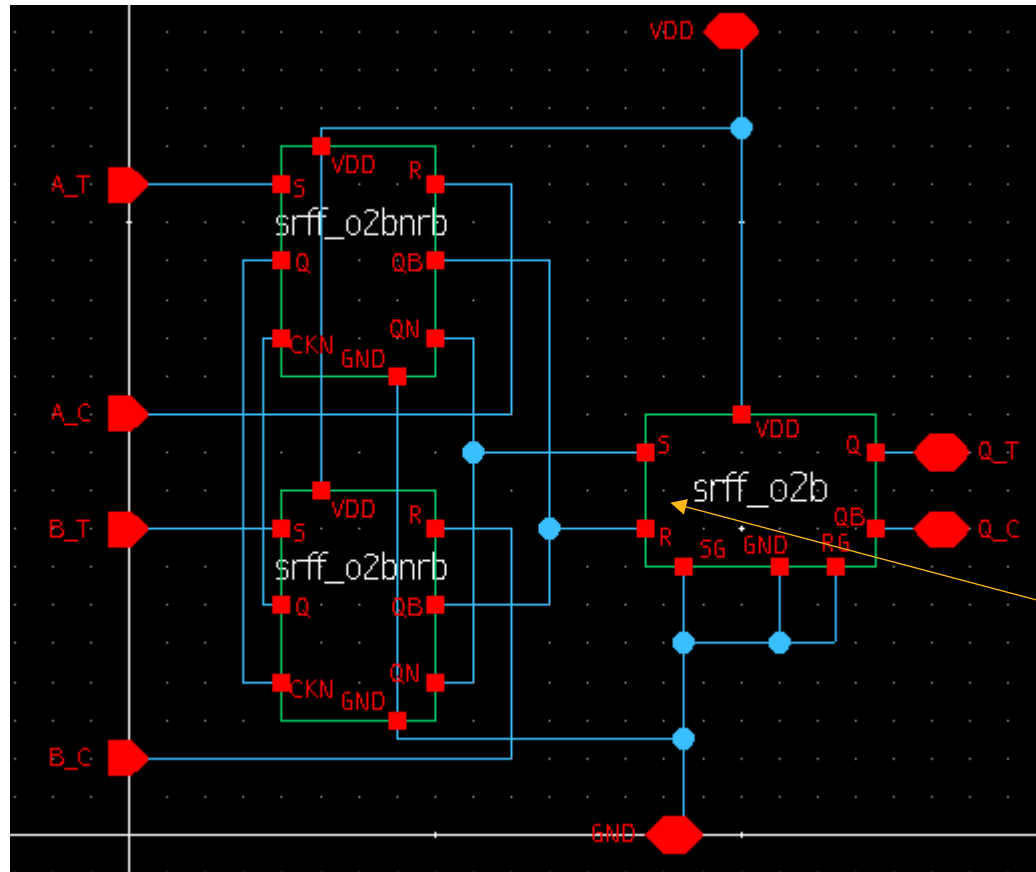 VDD
A_T
VDD
S
R
srff_o2bnrb
Q
QB
CKN
QN
GND
A_C
VDD
S
Q
Q_T
srff_o2b
R
SG
GND
QB
RG
Q_C
B_T
VDD
S
R
srff_o2bnrb
Q
QB
CKN
QN
GND
B_C
GND